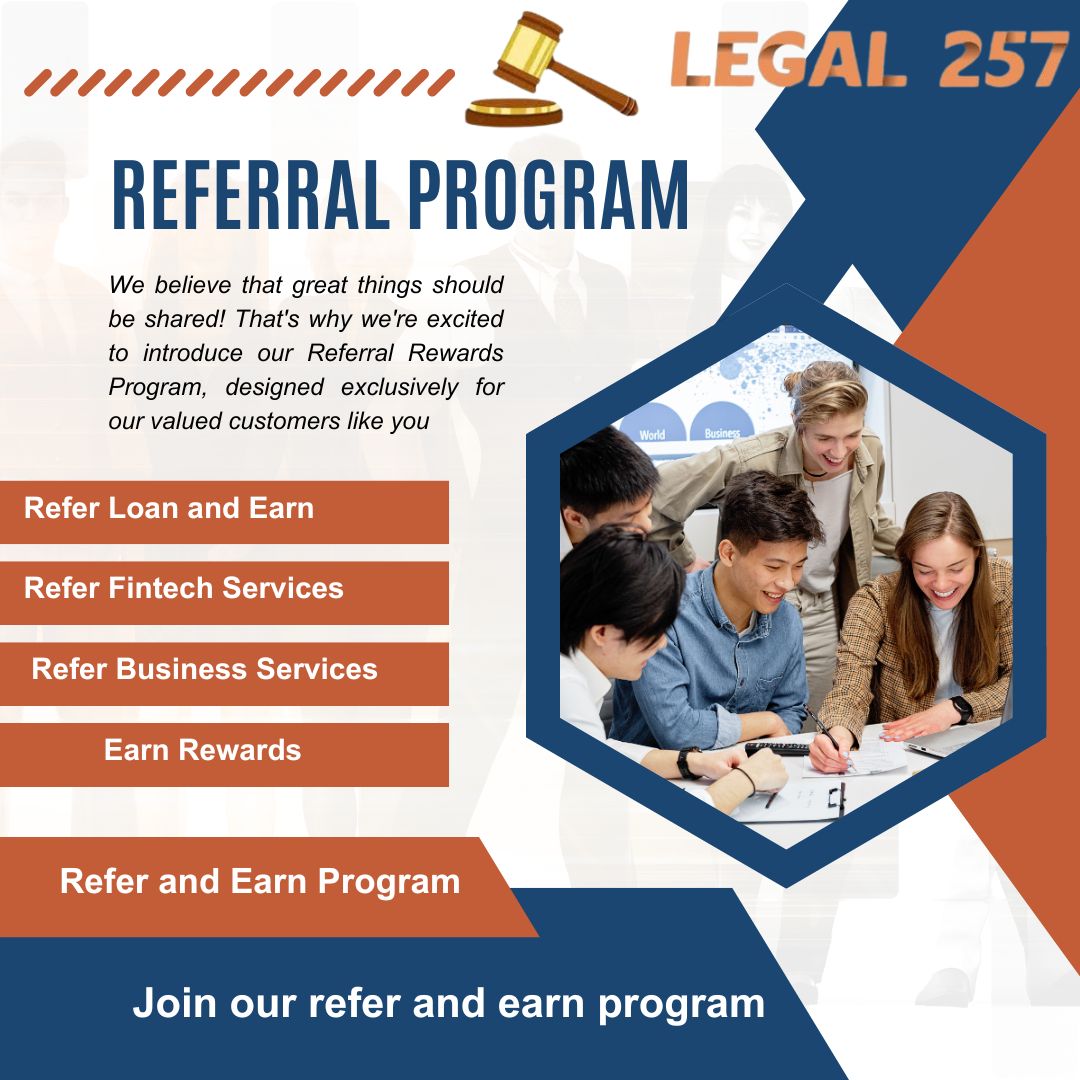 LEGAL 257
REFERRAL PROGRAM
We believe that great things should
be shared! That's why we're excited
to introduce our Referral Rewards
Program, designed exclusively for
our valued customers like you
World
Business
Refer Loan and Earn
Refer Fintech Services
Refer Business Services
Earn Rewards
Refer and Earn Program
Join our refer and earn program